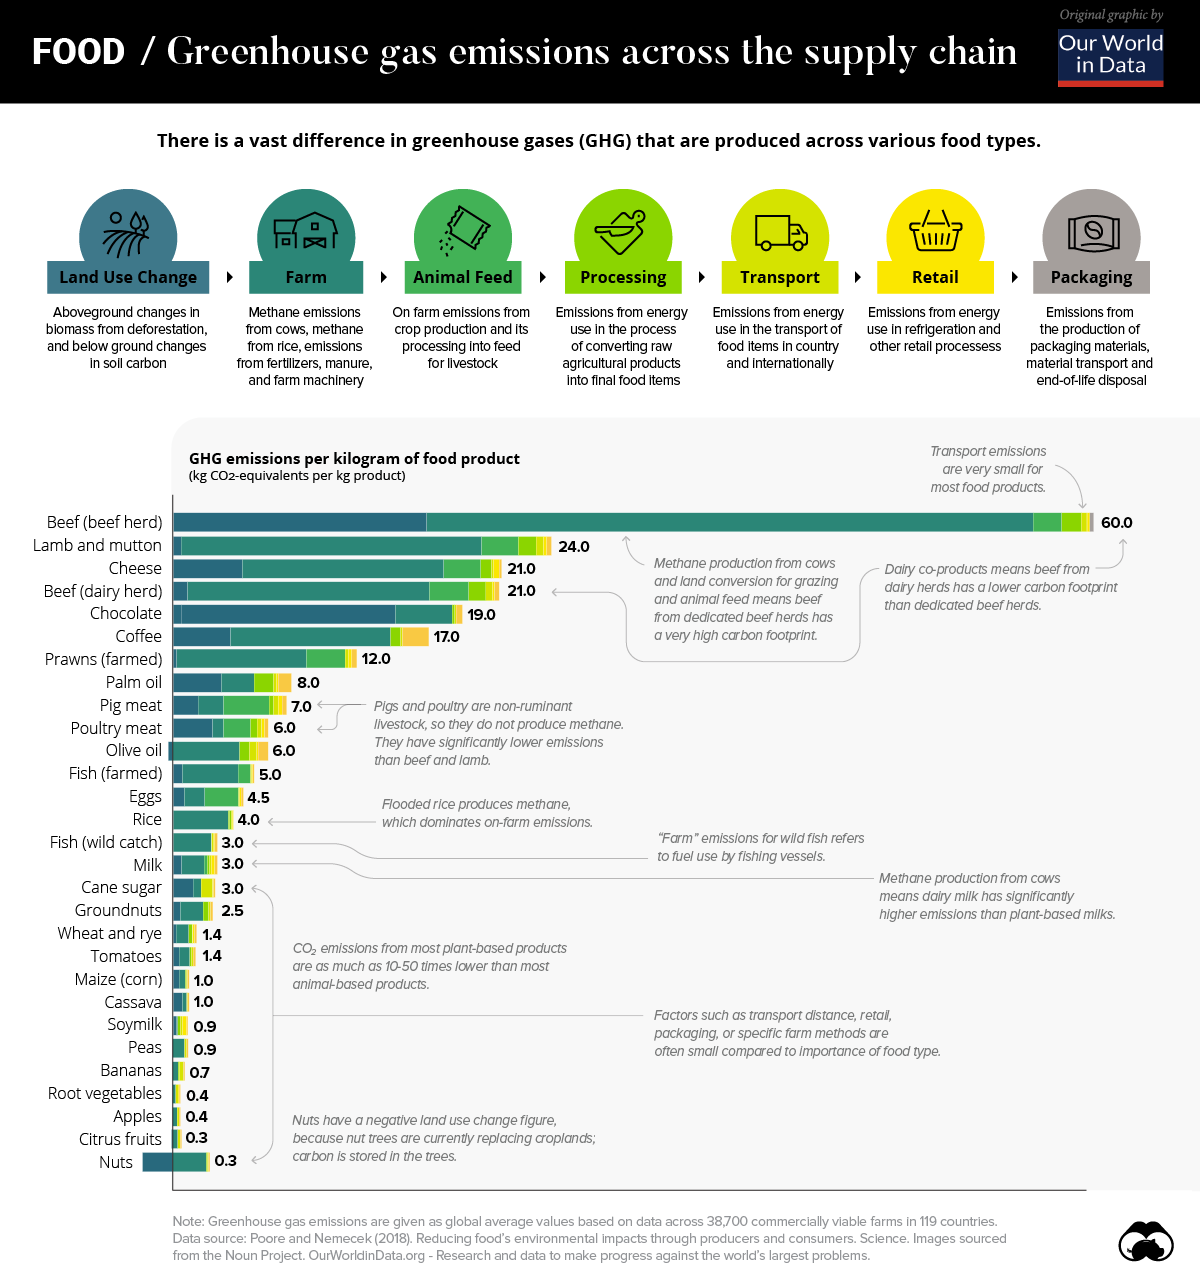 Original graphic by
FOOD / Greenhouse gas emissions across the supply chain
Our World
in Data
There is a vast difference in greenhouse gases (GHG) that are produced across various food types.
Land Use Change
Aboveground changes in
biomass from deforestation,
and below ground changes
in soil carbon
Farm
Methane emissions
from cows, methane
from rice, emissions
from fertilizers, manure,
and farm machinery
Animal Feed
On farm emissions from
crop production and its
processing into feed
for livestock
Processing
Emissions from energy
use in the process
of converting raw
agricultural products
into final food items
Transport
Emissions from energy
use in the transport of
food items in country
and internationally
Retail
Emissions from energy
use in refrigeration and
other retail processess
Packaging
Emissions from
the production of
packaging materials,
material transport and
end-of-life disposal
GHG emissions per kilogram of food product
(kg CO2-equivalents per kg product)
Transport emissions
are very small for
most food products.
Beef (beef herd) 60.0
Lamb and mutton 24.0
Cheese 21.0
Beef (dairy herd) 21.0
Chocolate 19.0
Coffee 17.0
Prawns (farmed) 12.0
Palm oil 8.0
Pig meat 7.0
Poultry meat 6.0
Olive oil 6.0
Fish (farmed) 5.0
Eggs 4.5
Rice 4.0
Fish (wild catch) 3.0
Milk 3.0
Cane sugar 3.0
Groundnuts 2.5
Wheat and rye 1.4
Tomatoes 1.4
Maize (corn) 1.0
Cassava 1.0
Soymilk 0.9
Peas 0.9
Bananas 0.7
Root vegetables 0.4
Apples 0.4
Citrus fruits 0.3
Nuts 0.3
Methane production from cows
and land conversion for grazing
and animal feed means beef
from dedicated beef herds has
a very high carbon footprint.
Dairy co-products means beef from
dairy herds has a lower carbon footprint
than dedicated beef herds.
Pigs and poultry are non-ruminant
livestock, so they do not produce methane.
They have significantly lower emissions
than beef and lamb.
Flooded rice produces methane,
which dominates on-farm emissions.
“Farm” emissions for wild fish refers
to fuel use by fishing vessels.
Methane production from cows
means dairy milk has significantly
higher emissions than plant-based milks.
CO₂ emissions from most plant-based products
are as much as 10-50 times lower than most
animal-based products.
Factors such as transport distance, retail,
packaging, or specific farm methods are
often small compared to importance of food type.
Nuts have a negative land use change figure,
because nut trees are currently replacing croplands;
carbon is stored in the trees.
Note: Greenhouse gas emissions are given as global average values based on data across 38,700 commercially viable farms in 119 countries.
Data source: Poore and Nemecek (2018). Reducing food’s environmental impacts through producers and consumers. Science. Images sourced
from the Noun Project. OurWorldinData.org - Research and data to make progress against the world’s largest problems.